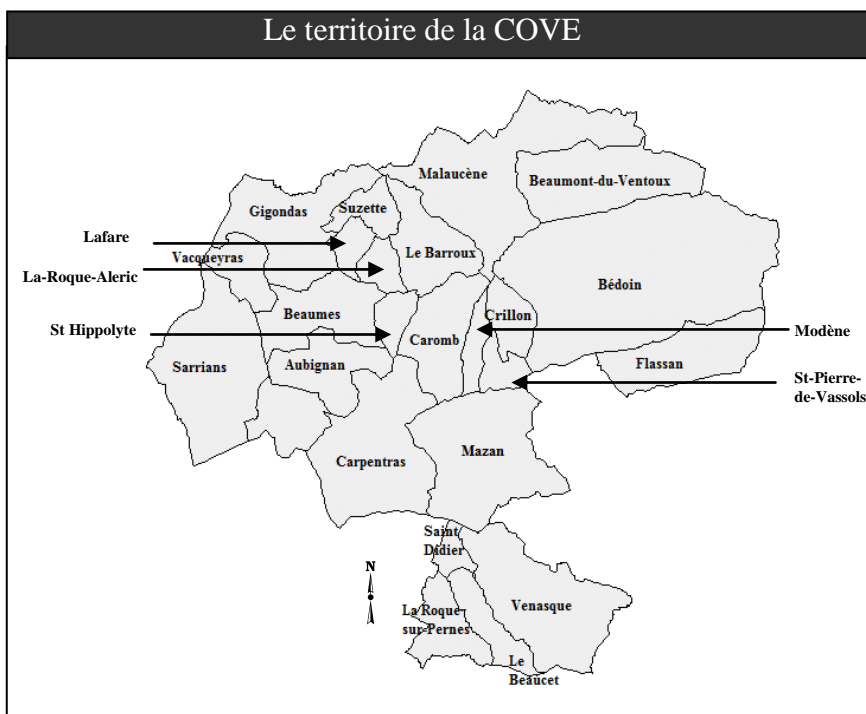 Le territoire de la COVE
Malaucène
Beaumont-du-Ventoux
Gigondas
Suzette
Lafare
Vacqueyras
Le Barroux
La-Roque-Aleric
Bédoin
Beaumes
Crillon
St Hippolyte
Caromb
Modène
Sarrians
Aubignan
Flassan
St-Pierre-
de-Vassols
Carpentras
Mazan
Saint
Didier
N
La Roque-
sur-Pernes
Venasque
Le
Beaucet